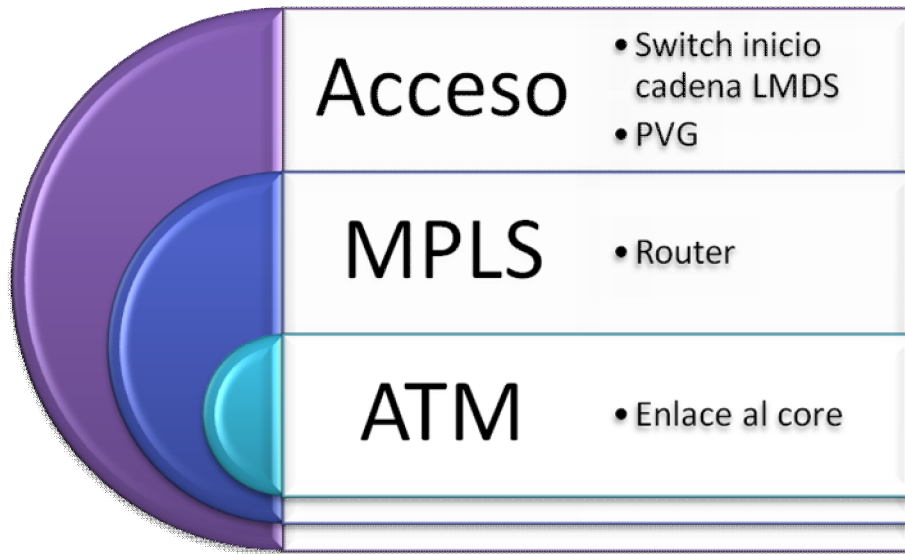 Acceso
• Switch inicio
cadena LMDS
• PVG
MPLS
• Router
ATM
• Enlace al core